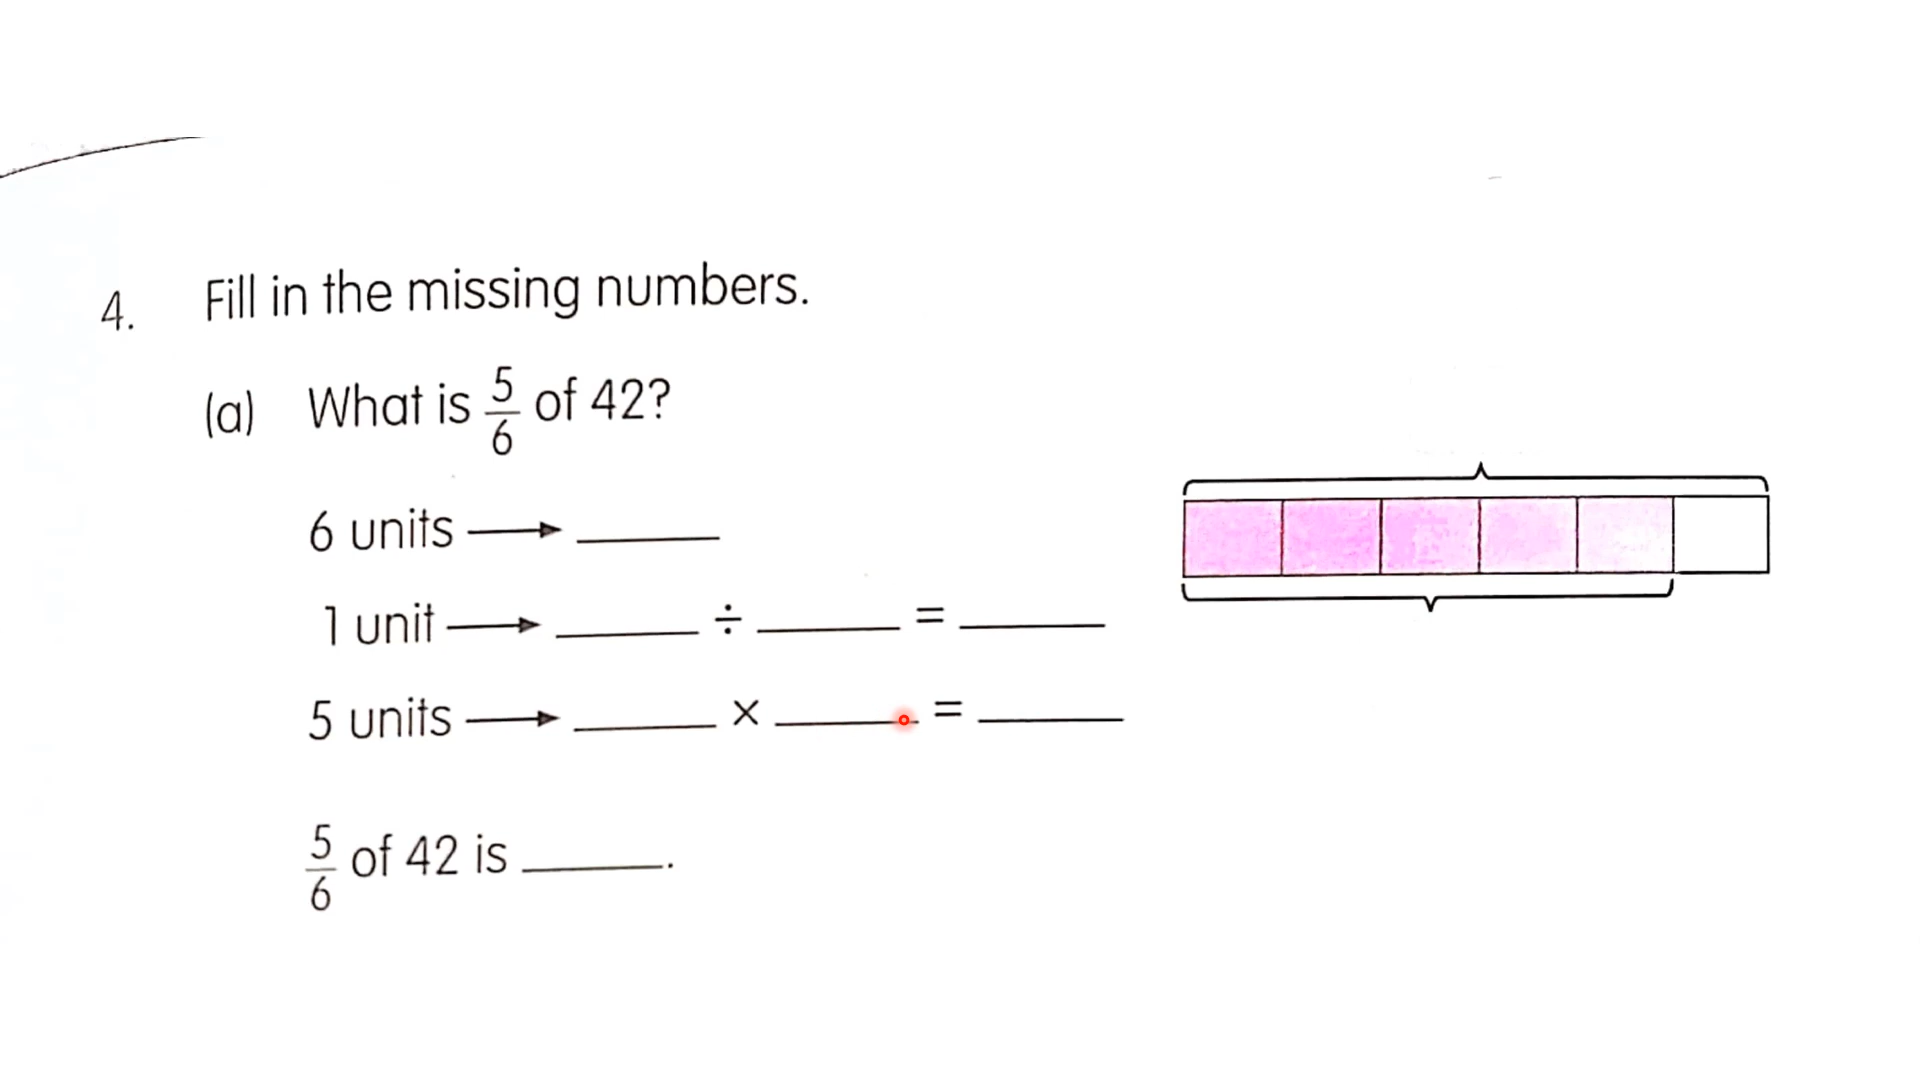 4. Fill in the missing numbers.
(a) What is 5/6 of 42?
6 units → ______
1 unit → ______ ÷ ______ = ______
5 units → ______ × ______ = ______
5/6 of 42 is ______.